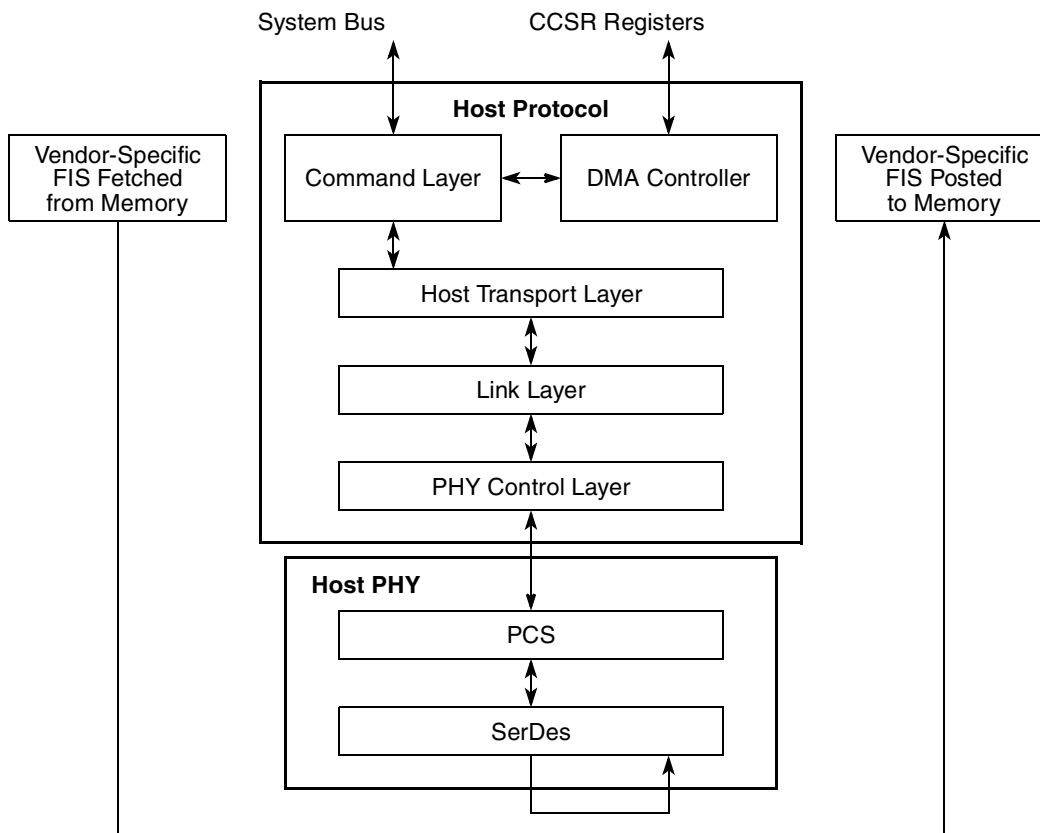 System Bus
CCSR Registers
Host Protocol
Vendor-Specific
FIS Fetched
from Memory
Command Layer
DMA Controller
Vendor-Specific
FIS Posted
to Memory
Host Transport Layer
Link Layer
PHY Control Layer
Host PHY
PCS
SerDes